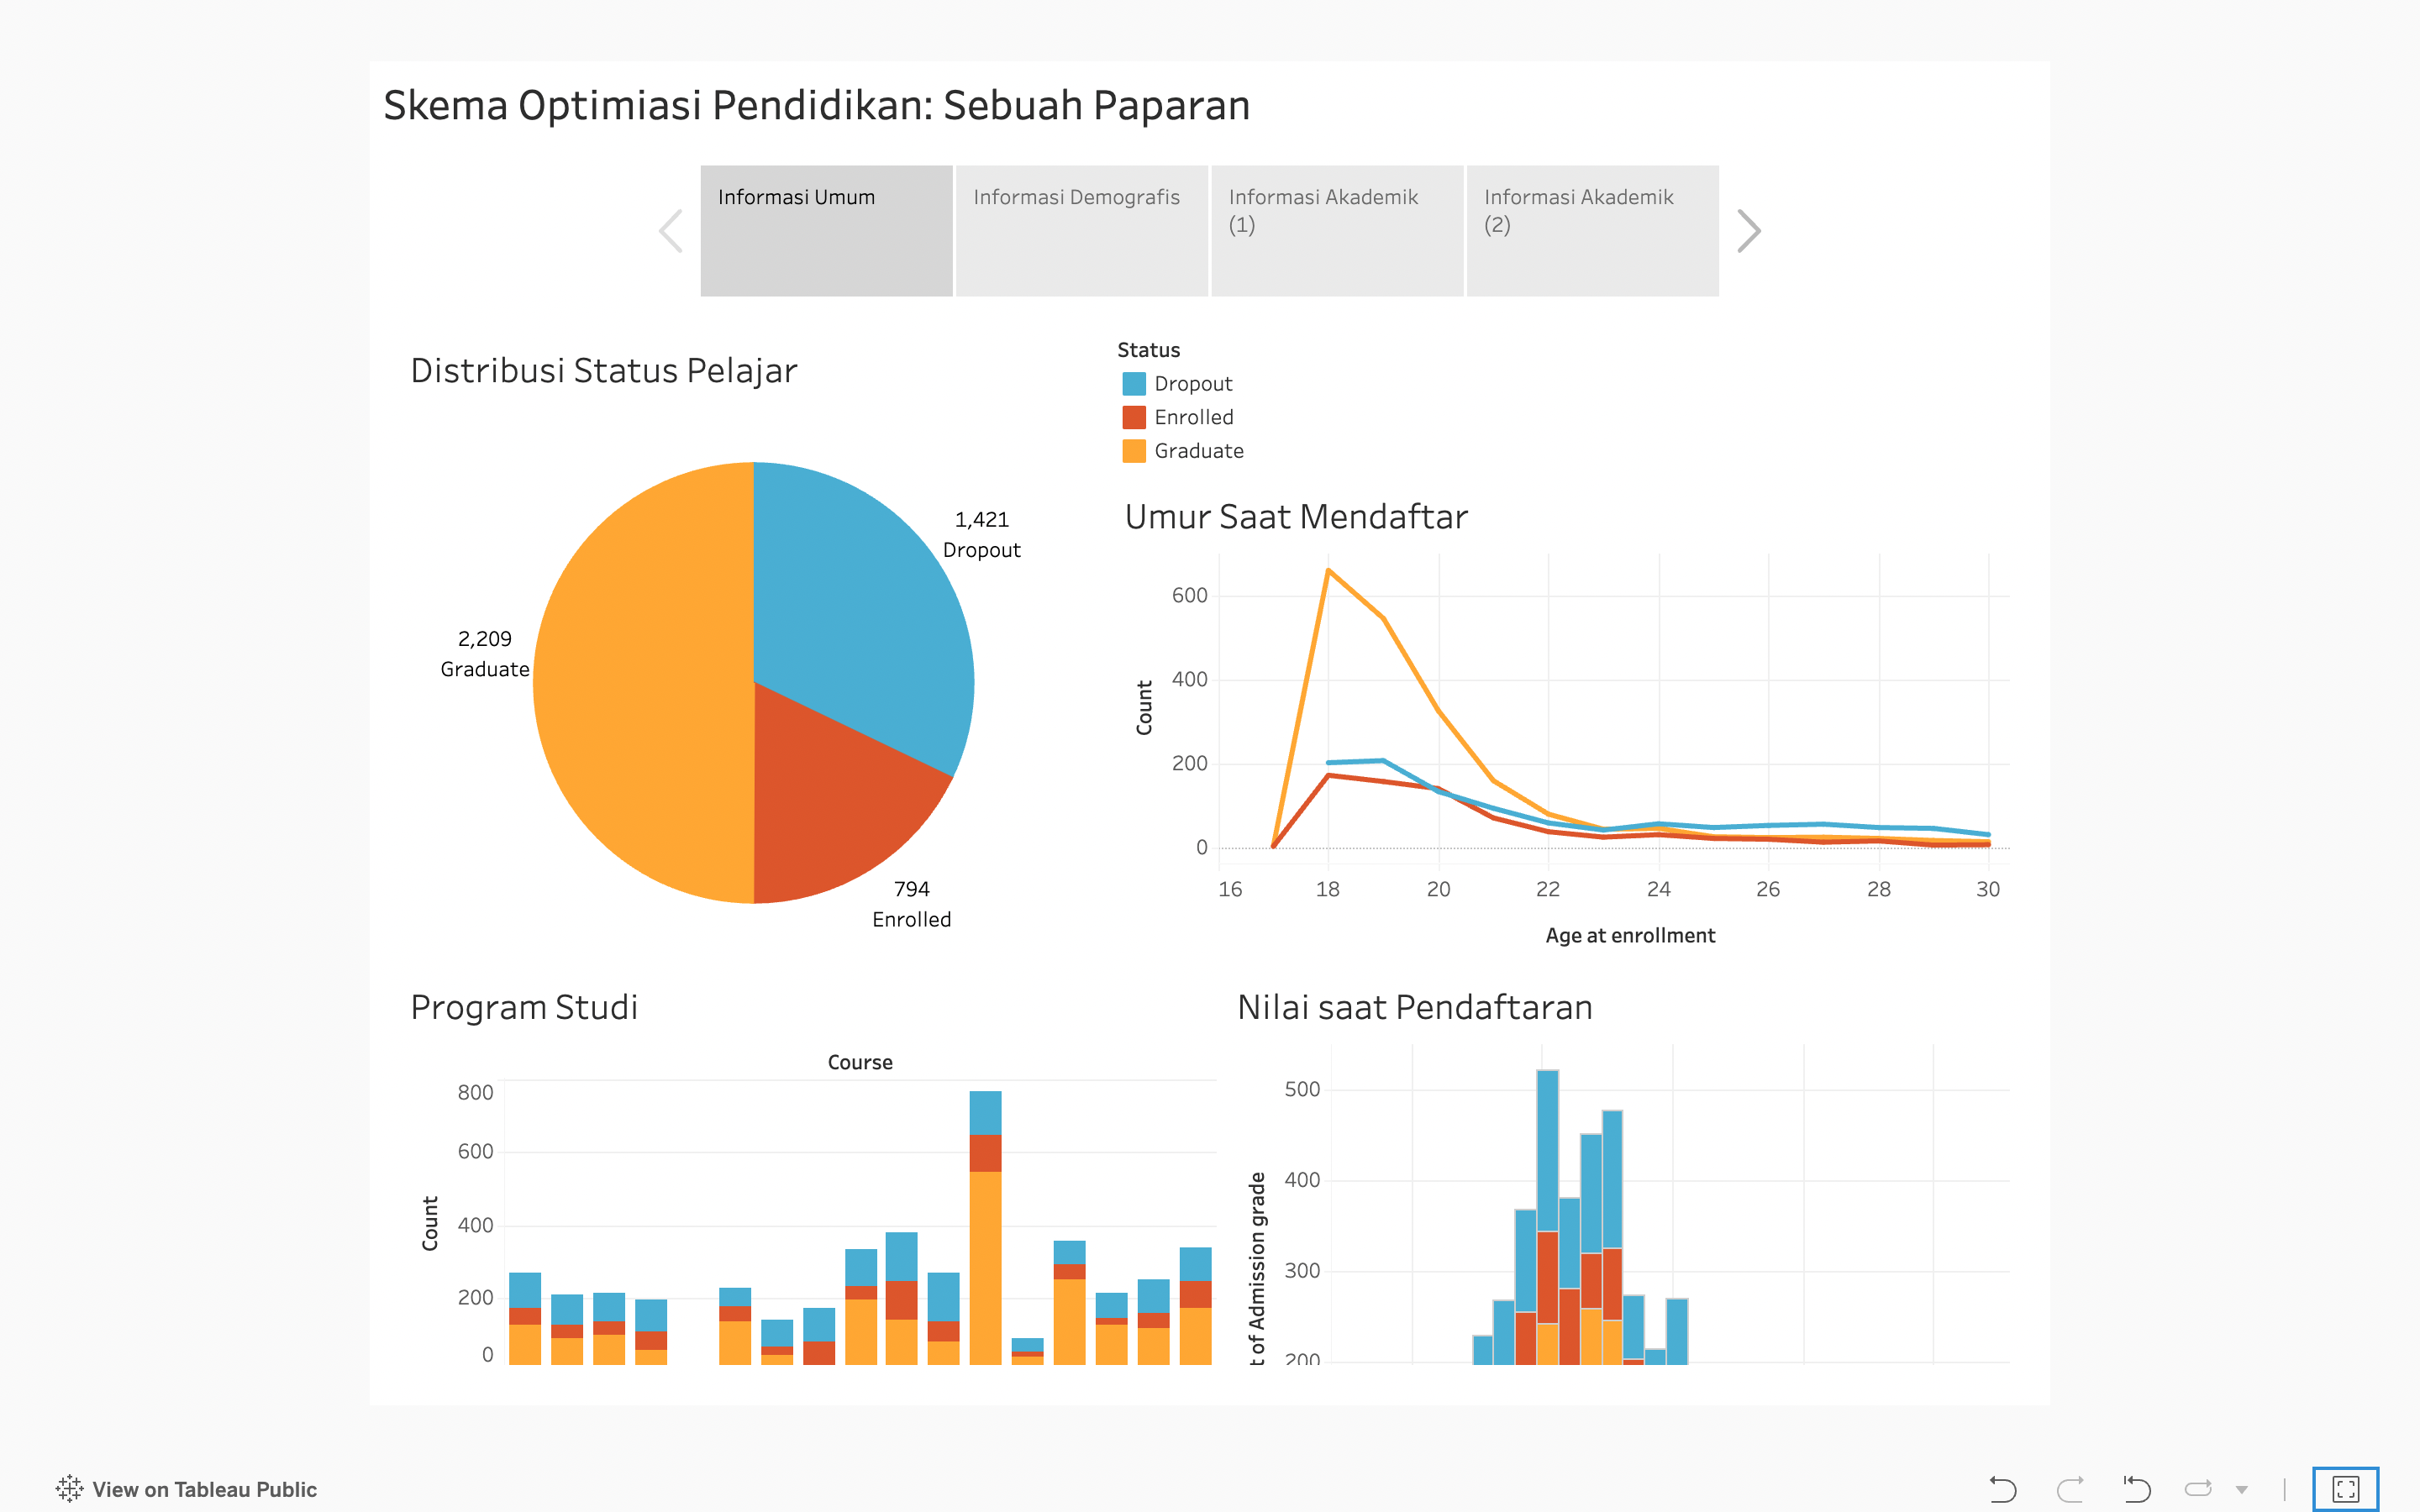 Skema Optimiasi Pendidikan: Sebuah Paparan
Informasi Umum
Informasi Demografis
Informasi Akademik
(1)
Informasi Akademik
(2)
Distribusi Status Pelajar
1,421
Dropout
2,209
Graduate
794
Enrolled
Status
Dropout
Enrolled
Graduate
Umur Saat Mendaftar
Count
600
400
200
0
16 18 20 22 24 26 28 30
Age at enrollment
Program Studi
Course
Count
800
600
400
200
0
Nilai saat Pendaftaran
t of Admission grade
500
400
300
200
View on Tableau Public